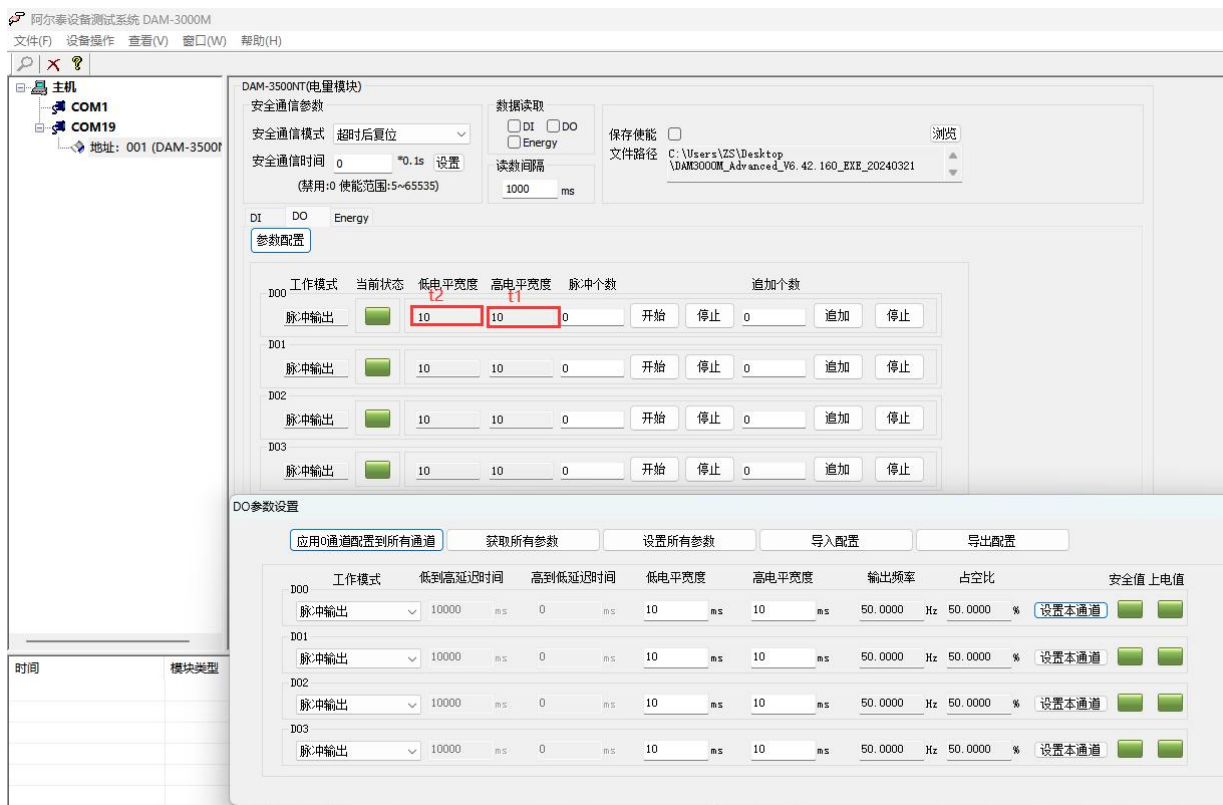 阿尔泰设备测试系统 DAM-3000M
文件(F) 设备操作 查看(V) 窗口(W) 帮助(H)
主机
COM1
COM19
地址：001 (DAM-3500N
DAM-3500NT(电量模块)
安全通信参数
安全通信模式 超时后复位
安全通信时间 0 *0.1s 设置
(禁用:0 使能范围:5~65535)
数据读取
DI DO
Energy
读数间隔
1000 ms
保存使能 浏览
文件路径 C:\Users\ZS\Desktop
\DAM3000M_Advanced_V6.42.160_EXE_20240321
DI DO Energy
参数配置
工作模式 当前状态 低电平宽度 高电平宽度 脉冲个数 追加个数
t2 t1
DO0
脉冲输出 10 10 0 开始 停止 0 追加 停止
DO1
脉冲输出 10 10 0 开始 停止 0 追加 停止
DO2
脉冲输出 10 10 0 开始 停止 0 追加 停止
DO3
脉冲输出 10 10 0 开始 停止 0 追加 停止
DO参数设置
应用0通道配置到所有通道 获取所有参数 设置所有参数 导入配置 导出配置
工作模式 低到高延迟时间 高到低延迟时间 低电平宽度 高电平宽度 输出频率 占空比 安全值 上电值
DO0
脉冲输出 10000 ms 0 ms 10 ms 10 ms 50.0000 Hz 50.0000 % 设置本通道
DO1
脉冲输出 10000 ms 0 ms 10 ms 10 ms 50.0000 Hz 50.0000 % 设置本通道
DO2
脉冲输出 10000 ms 0 ms 10 ms 10 ms 50.0000 Hz 50.0000 % 设置本通道
DO3
脉冲输出 10000 ms 0 ms 10 ms 10 ms 50.0000 Hz 50.0000 % 设置本通道
时间 模块类型